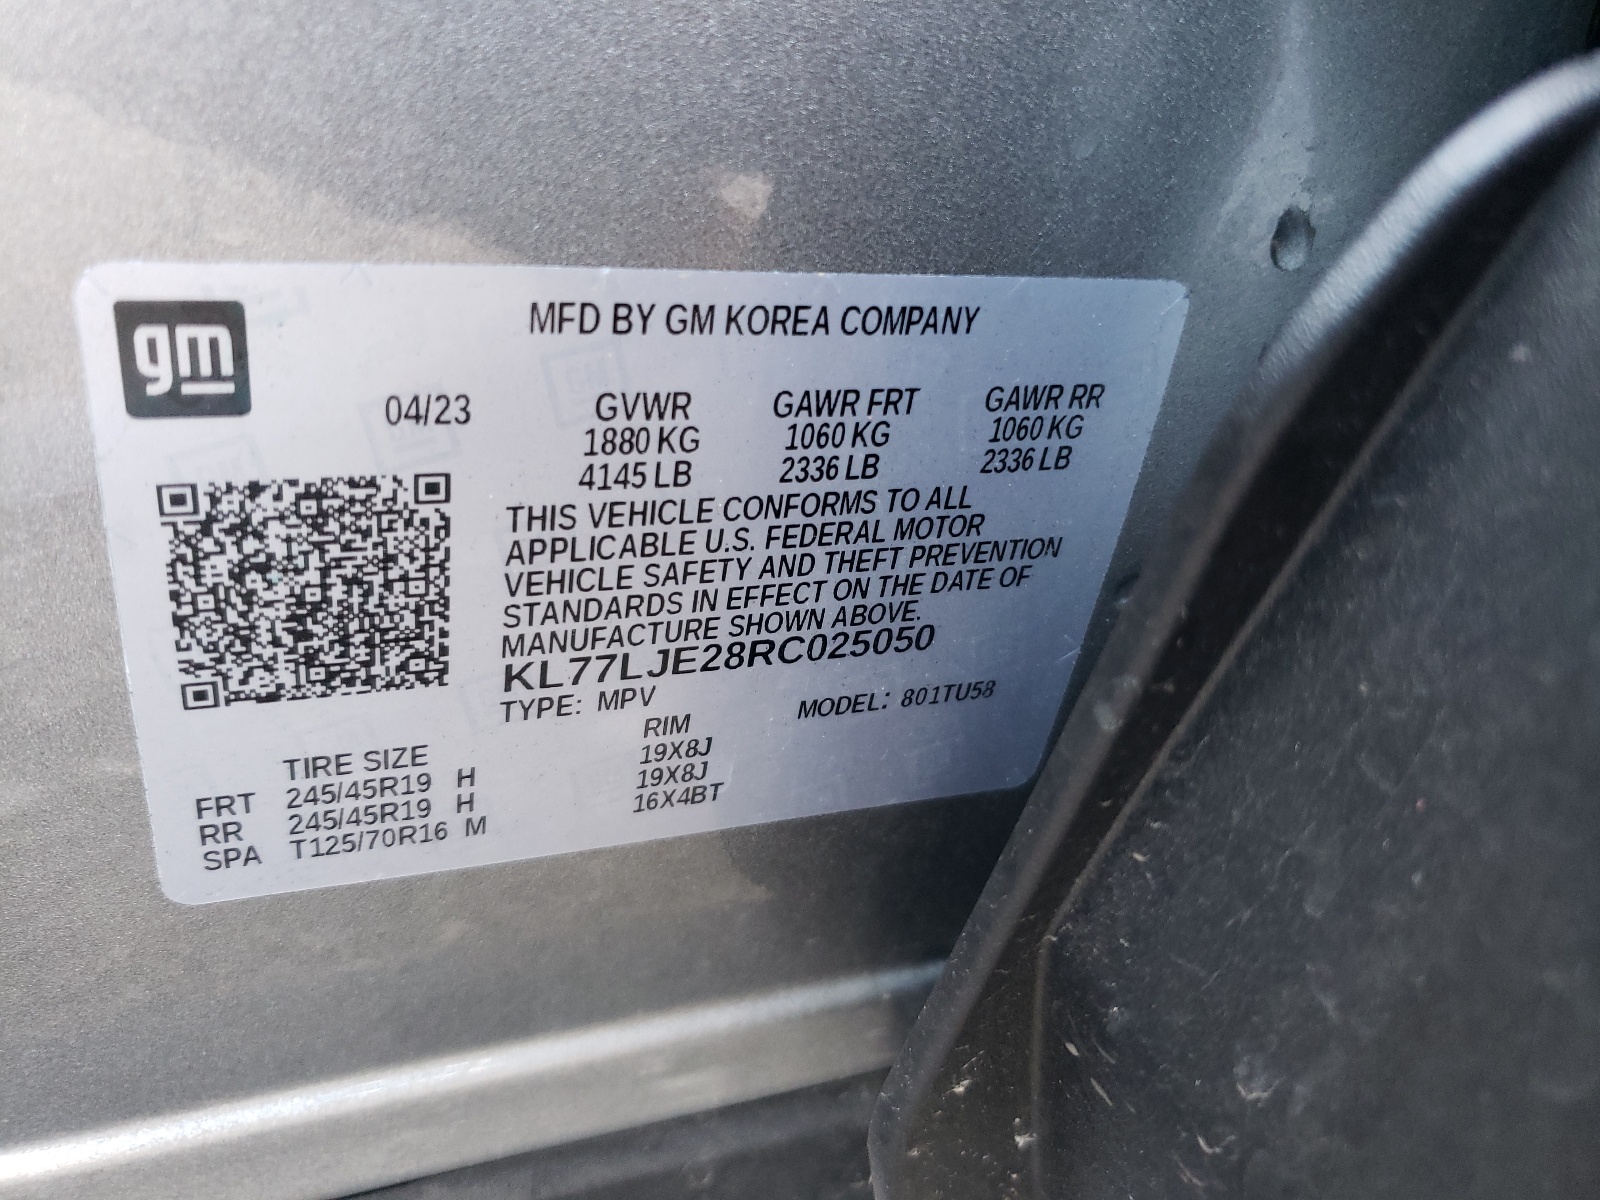 gm
MFD BY GM KOREA COMPANY
04/23 GVWR GAWR FRT GAWR RR
1880 KG 1060 KG 1060 KG
4145 LB 2336 LB 2336 LB
THIS VEHICLE CONFORMS TO ALL
APPLICABLE U.S. FEDERAL MOTOR
VEHICLE SAFETY AND THEFT PREVENTION
STANDARDS IN EFFECT ON THE DATE OF
MANUFACTURE SHOWN ABOVE.
KL77LJE28RC025050
TYPE: MPV MODEL: 801TU58
TIRE SIZE RIM
FRT 245/45R19 H 19X8J
RR 245/45R19 H 19X8J
SPA T125/70R16 M 16X4BT